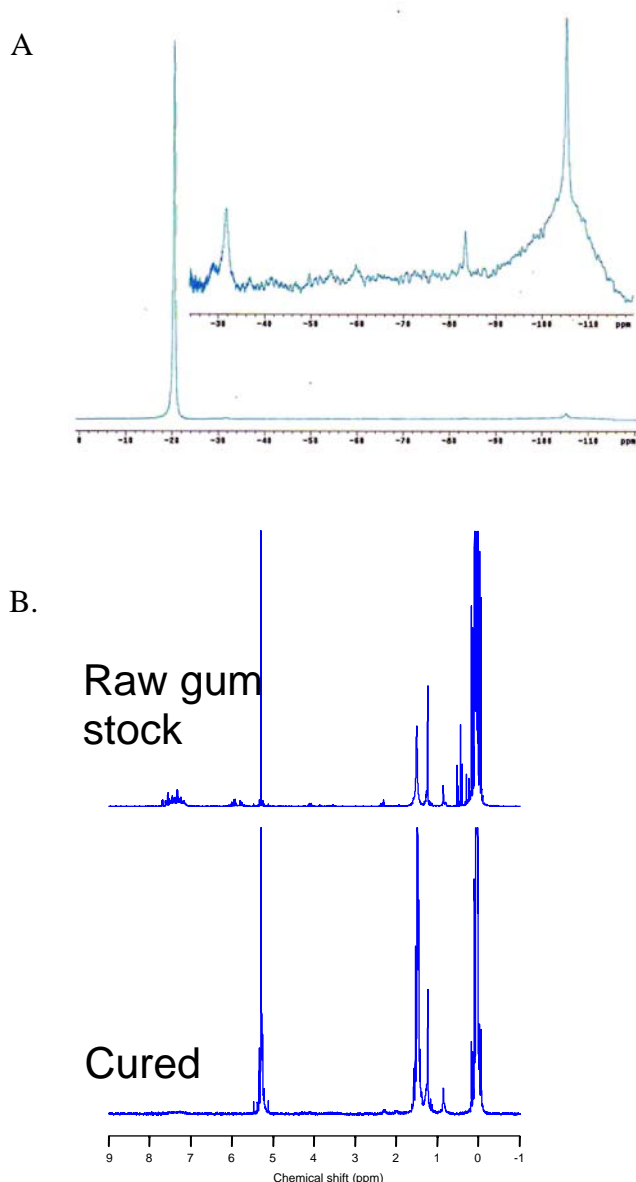 A
-30 -40 -50 -60 -70 -80 -90 -100 -110 ppm
0 -10 -20 -30 -40 -50 -60 -70 -80 -90 -100 -110 ppm
B.
Raw gum
stock
Cured
9 8 7 6 5 4 3 2 1 0 -1
Chemical shift (ppm)